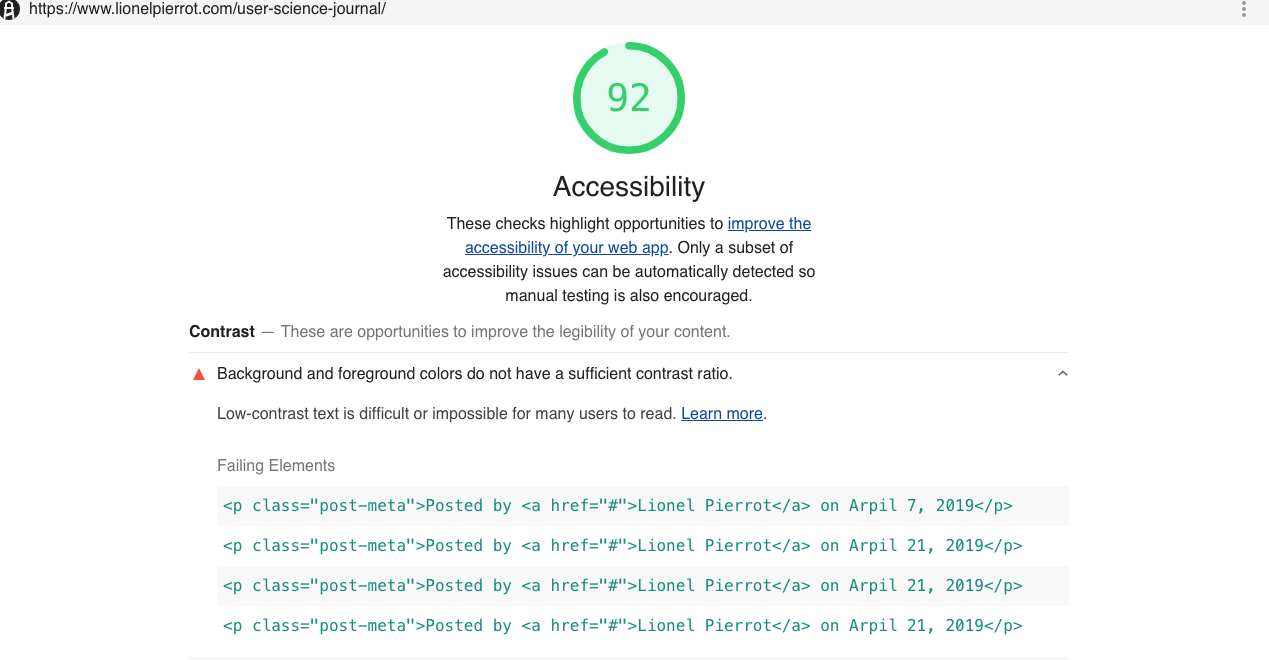 https://www.lionelpierrot.com/user-science-journal/
92
Accessibility
These checks highlight opportunities to improve the
accessibility of your web app. Only a subset of
accessibility issues can be automatically detected so
manual testing is also encouraged.
Contrast — These are opportunities to improve the legibility of your content.
Background and foreground colors do not have a sufficient contrast ratio.
Low-contrast text is difficult or impossible for many users to read. Learn more.
Failing Elements
<p class="post-meta">Posted by <a href="#">Lionel Pierrot</a> on Arpil 7, 2019</p>
<p class="post-meta">Posted by <a href="#">Lionel Pierrot</a> on Arpil 21, 2019</p>
<p class="post-meta">Posted by <a href="#">Lionel Pierrot</a> on Arpil 21, 2019</p>
<p class="post-meta">Posted by <a href="#">Lionel Pierrot</a> on Arpil 21, 2019</p>